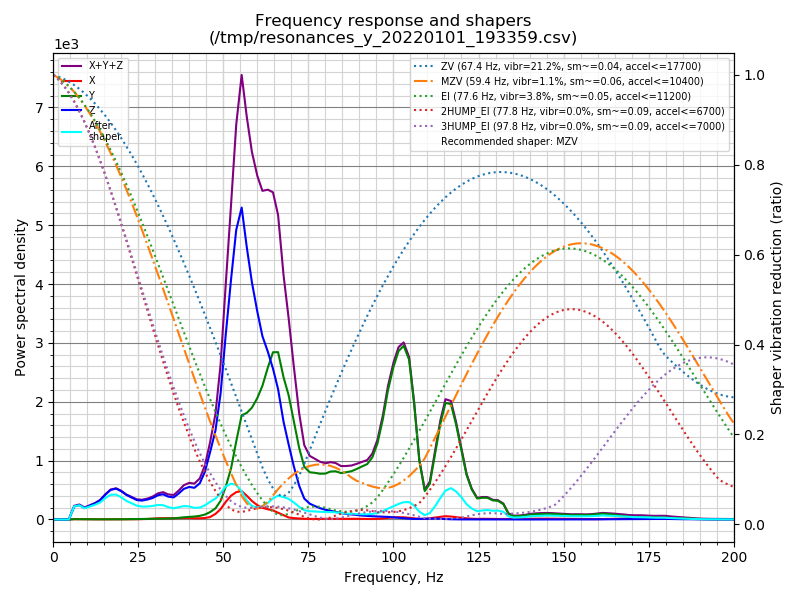 Frequency response and shapers
(/tmp/resonances_y_20220101_193359.csv)
1e3
X+Y+Z
X
Y
Z
After
shaper
ZV (67.4 Hz, vibr=21.2%, sm~=0.04, accel<=17700)
MZV (59.4 Hz, vibr=1.1%, sm~=0.06, accel<=10400)
EI (77.6 Hz, vibr=3.8%, sm~=0.05, accel<=11200)
2HUMP_EI (77.8 Hz, vibr=0.0%, sm~=0.09, accel<=6700)
3HUMP_EI (97.8 Hz, vibr=0.0%, sm~=0.09, accel<=7000)
Recommended shaper: MZV
Power spectral density
7
6
5
4
3
2
1
0
1.0
0.8
0.6
0.4
0.2
0.0
Shaper vibration reduction (ratio)
0 25 50 75 100 125 150 175 200
Frequency, Hz